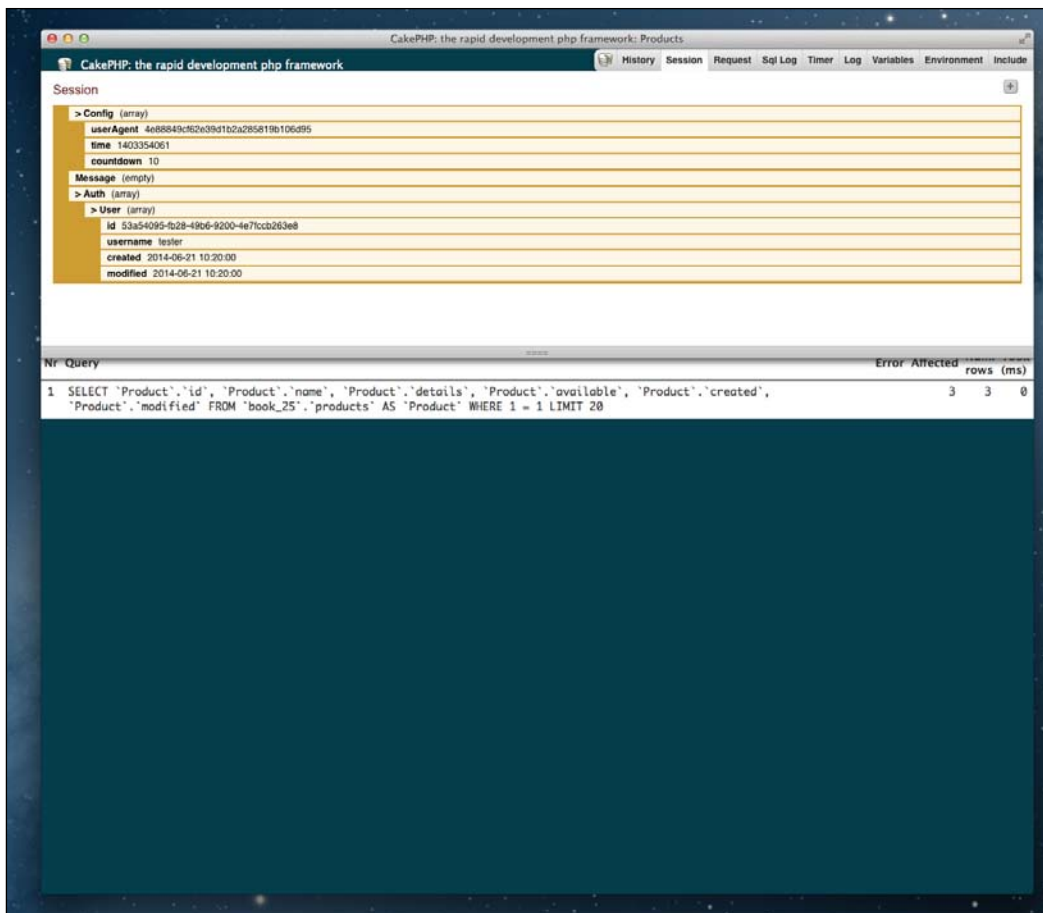 CakePHP: the rapid development php framework: Products
CakePHP: the rapid development php framework
History Session Request Sql Log Timer Log Variables Environment Include
Session
> Config (array)
userAgent 4e88849cf62e39d1b2a285819b106d95
time 1403354061
countdown 10
Message (empty)
> Auth (array)
> User (array)
id 53a54095-fb28-49b6-9200-4e7fccb263e8
username tester
created 2014-06-21 10:20:00
modified 2014-06-21 10:20:00
Nr Query Error Affected rows (ms)
1 SELECT `Product`.`id`, `Product`.`name`, `Product`.`details`, `Product`.`available`, `Product`.`created`, 3 3 0
`Product`.`modified` FROM `book_25`.`products` AS `Product` WHERE 1 = 1 LIMIT 20